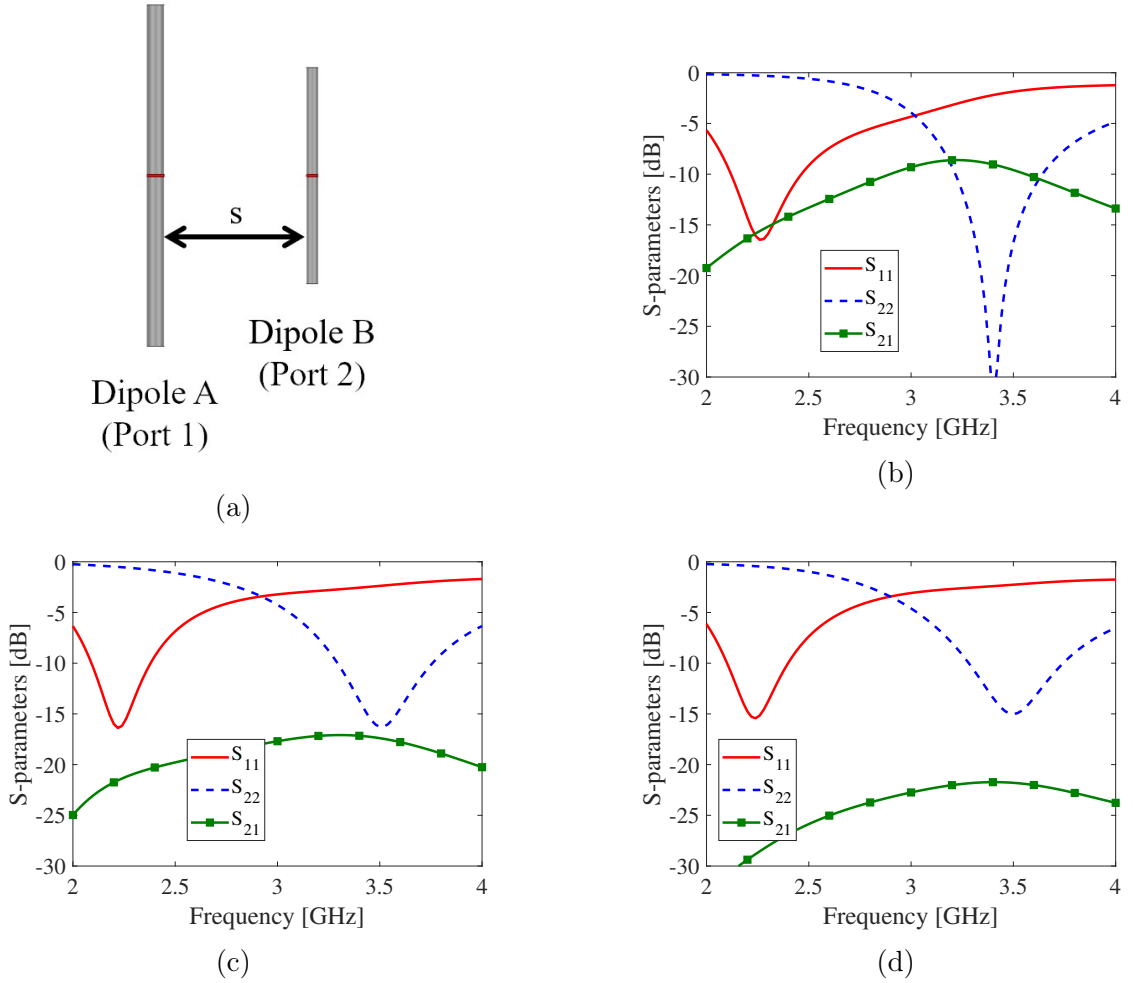 s
Dipole A
(Port 1)
Dipole B
(Port 2)
(a)
S-parameters [dB]
0
-5
-10
-15
-20
-25
-30
2
2.5
3
3.5
4
Frequency [GHz]
S11
S22
S21
(b)
S-parameters [dB]
0
-5
-10
-15
-20
-25
-30
2
2.5
3
3.5
4
Frequency [GHz]
S11
S22
S21
(c)
S-parameters [dB]
0
-5
-10
-15
-20
-25
-30
2
2.5
3
3.5
4
Frequency [GHz]
S11
S22
S21
(d)